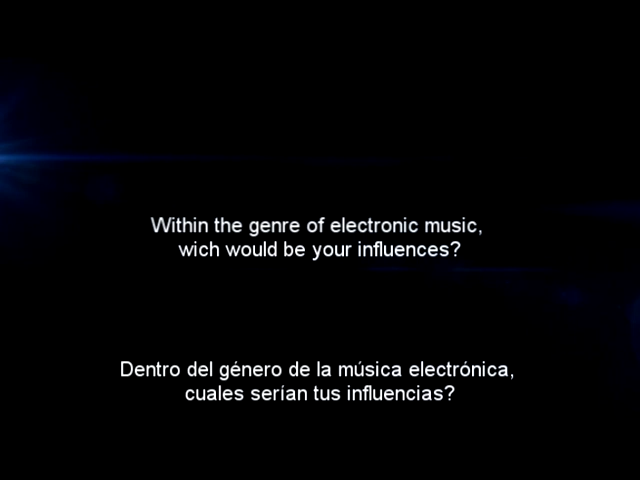 Within the genre of electronic music,
wich would be your influences?
Dentro del género de la música electrónica,
cuales serían tus influencias?